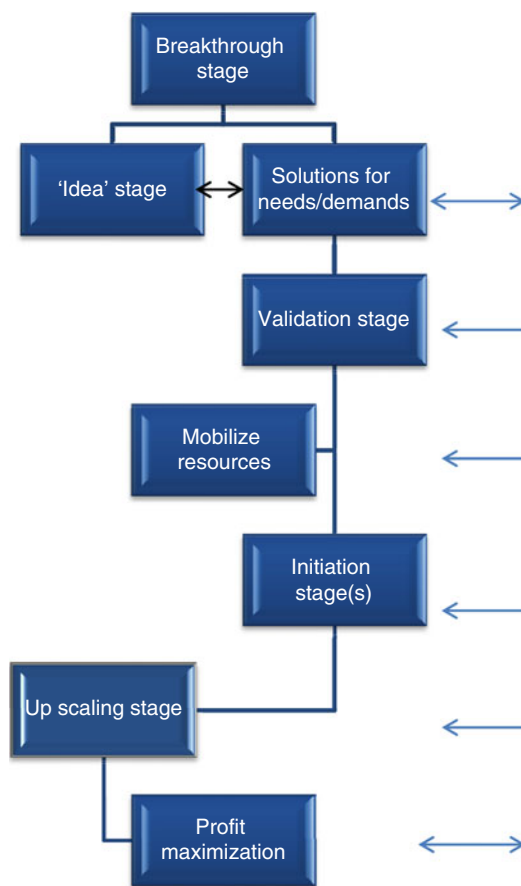 Breakthrough
stage
‘Idea’ stage
Solutions for
needs/demands
Validation stage
Mobilize
resources
Initiation
stage(s)
Up scaling stage
Profit
maximization